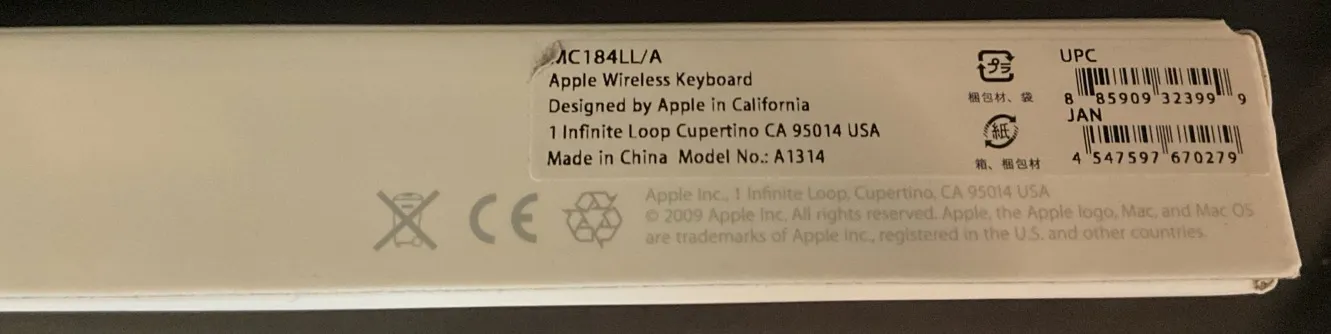 MC184LL/A
Apple Wireless Keyboard
Designed by Apple in California
1 Infinite Loop Cupertino CA 95014 USA
Made in China Model No.: A1314
プラ
梱包材、袋
紙
箱、梱包材
UPC
8 85909 32399 9
JAN
4 547597 670279
CE
Apple Inc., 1 Infinite Loop, Cupertino, CA 95014 USA
© 2009 Apple Inc. All rights reserved. Apple, the Apple logo, Mac, and Mac OS
are trademarks of Apple Inc., registered in the U.S. and other countries.